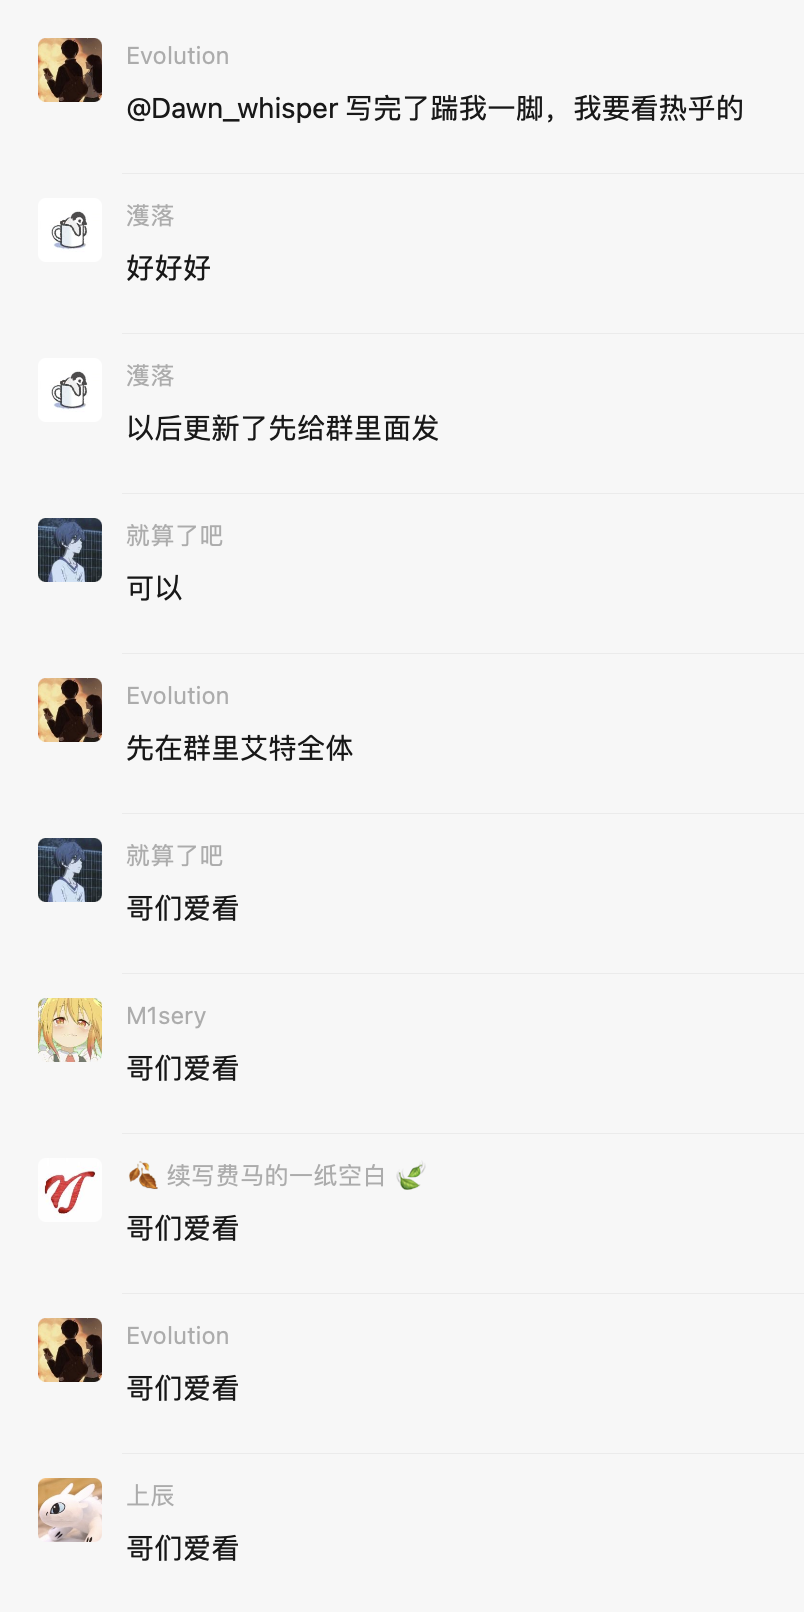 Evolution
@Dawn_whisper 写完了踹我一脚，我要看热乎的
濩落
好好好
濩落
以后更新了先给群里面发
就算了吧
可以
Evolution
先在群里艾特全体
就算了吧
哥们爱看
M1sery
哥们爱看
🍂 续写费马的一纸空白 🍃
哥们爱看
Evolution
哥们爱看
上辰
哥们爱看